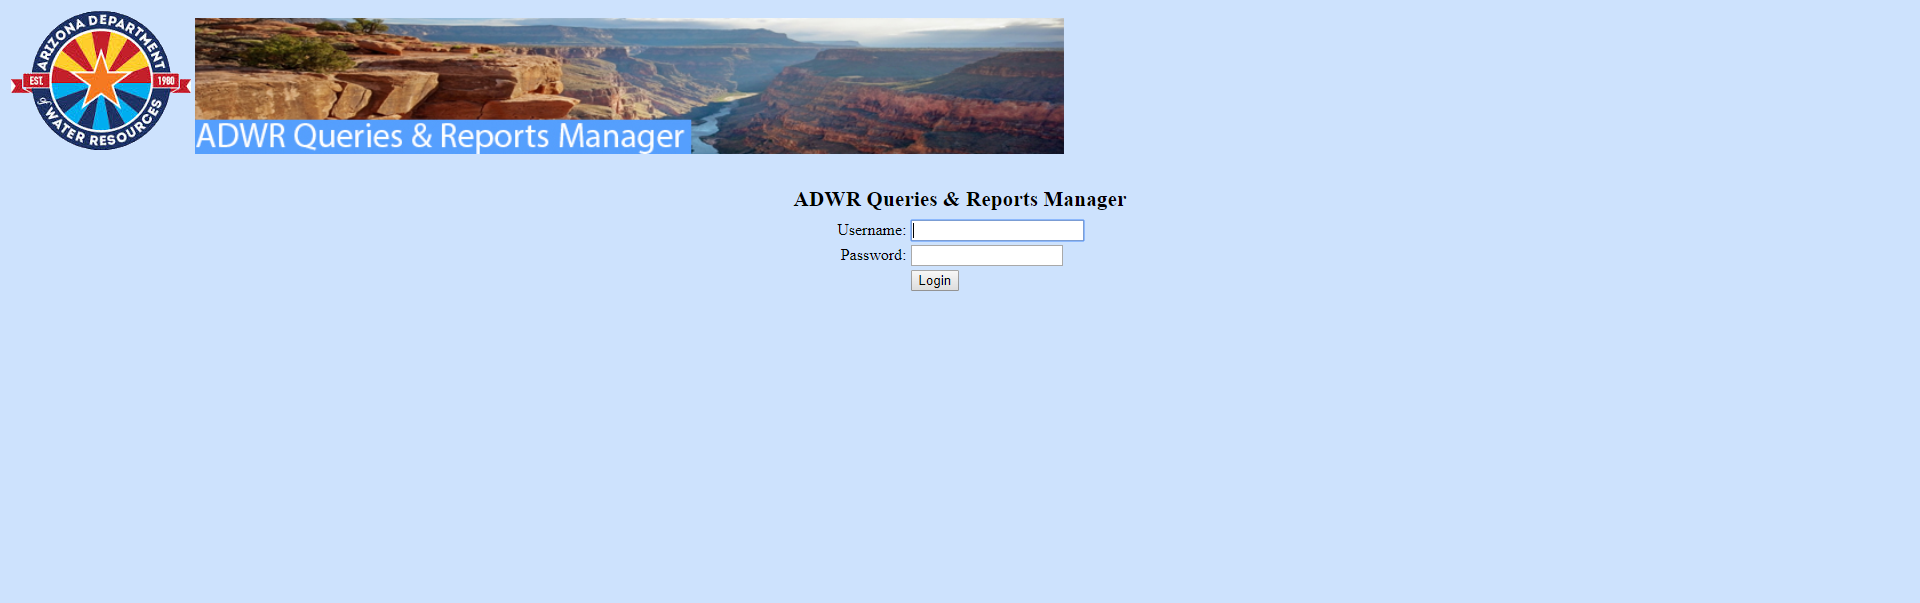 ARIZONA DEPARTMENT
EST. 1980
of WATER RESOURCES
ADWR Queries & Reports Manager
ADWR Queries & Reports Manager
Username:
Password:
Login